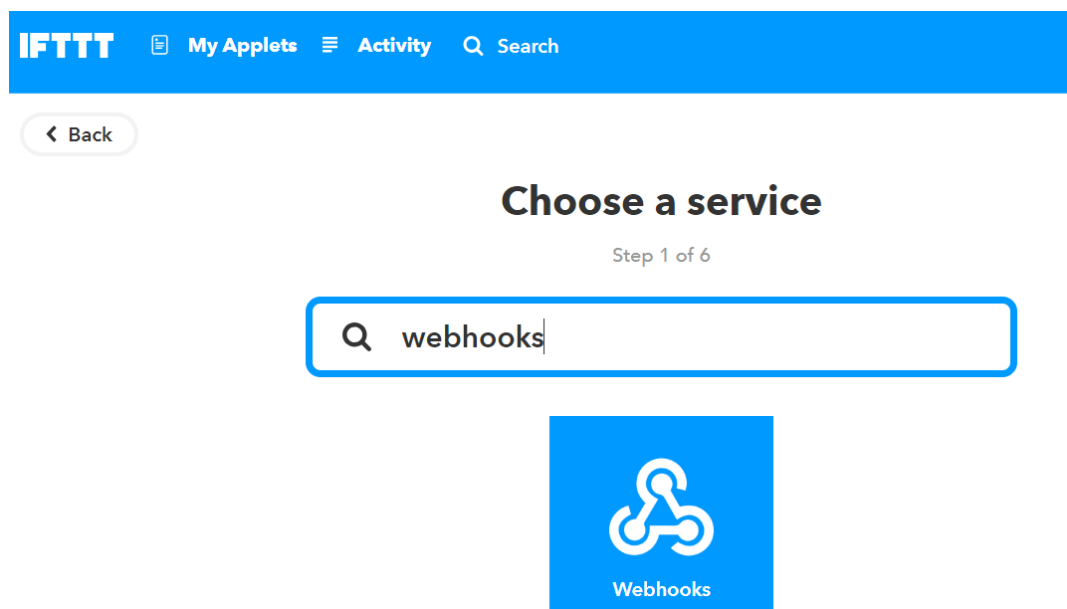 IFTTT My Applets Activity Search
Back
Choose a service
Step 1 of 6
webhooks
Webhooks